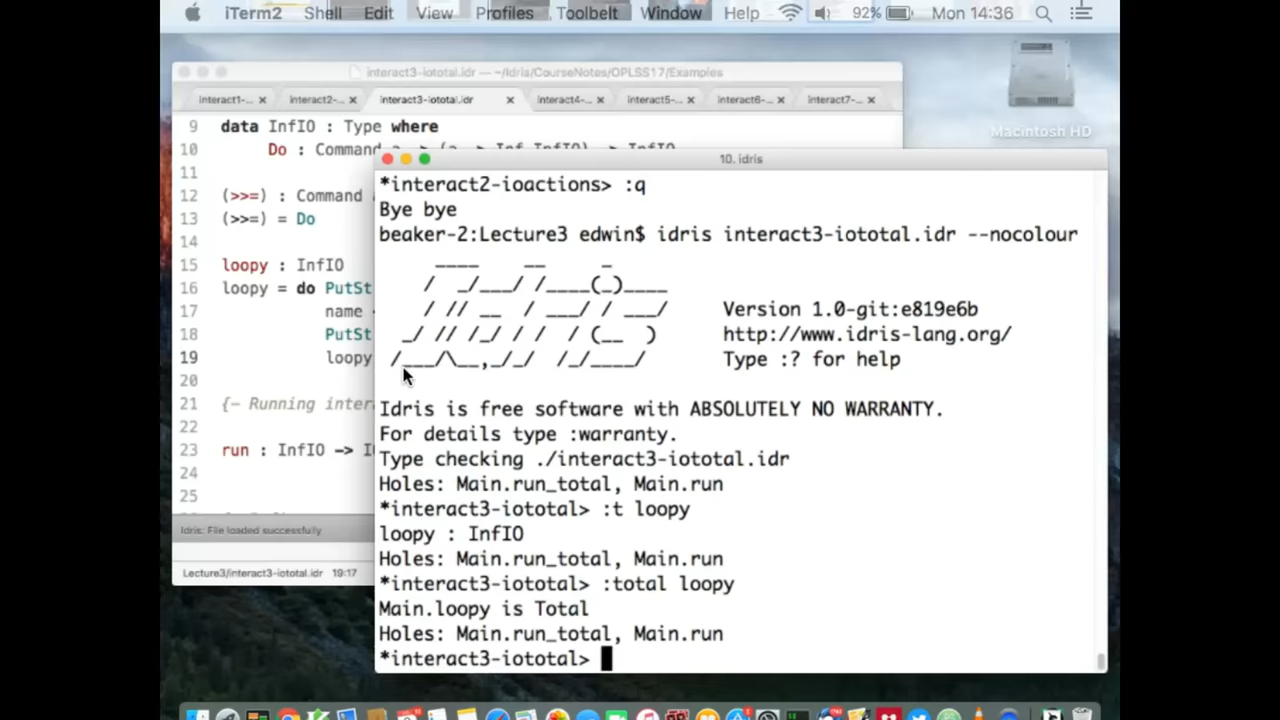 iTerm2 Shell Edit View Profiles Toolbelt Window Help 92% Mon 14:36
interact3-iototal.idr — ~/Idris/CourseNotes/OPLSS17/Examples
interact1-... interact2-... interact3-iototal.idr interact4-... interact5-... interact6-... interact7-...
Macintosh HD
9 data InfIO : Type where
10 Do : Command a -> (a -> Inf InfIO) -> InfIO
11
12 (>>=) : Command
13 (>>=) = Do
14
15 loopy : InfIO
16 loopy = do PutSt
17 name
18 PutSt
19 loopy
20
21 {- Running inter
22
23 run : InfIO -> I
24
25
Idris: File loaded successfully
Lecture3/interact3-iototal.idr 19:17
10. idris
*interact2-ioactions> :q
Bye bye
beaker-2:Lecture3 edwin$ idris interact3-iototal.idr --nocolour
Version 1.0-git:e819e6b
http://www.idris-lang.org/
Type :? for help
Idris is free software with ABSOLUTELY NO WARRANTY.
For details type :warranty.
Type checking ./interact3-iototal.idr
Holes: Main.run_total, Main.run
*interact3-iototal> :t loopy
loopy : InfIO
Holes: Main.run_total, Main.run
*interact3-iototal> :total loopy
Main.loopy is Total
Holes: Main.run_total, Main.run
*interact3-iototal>